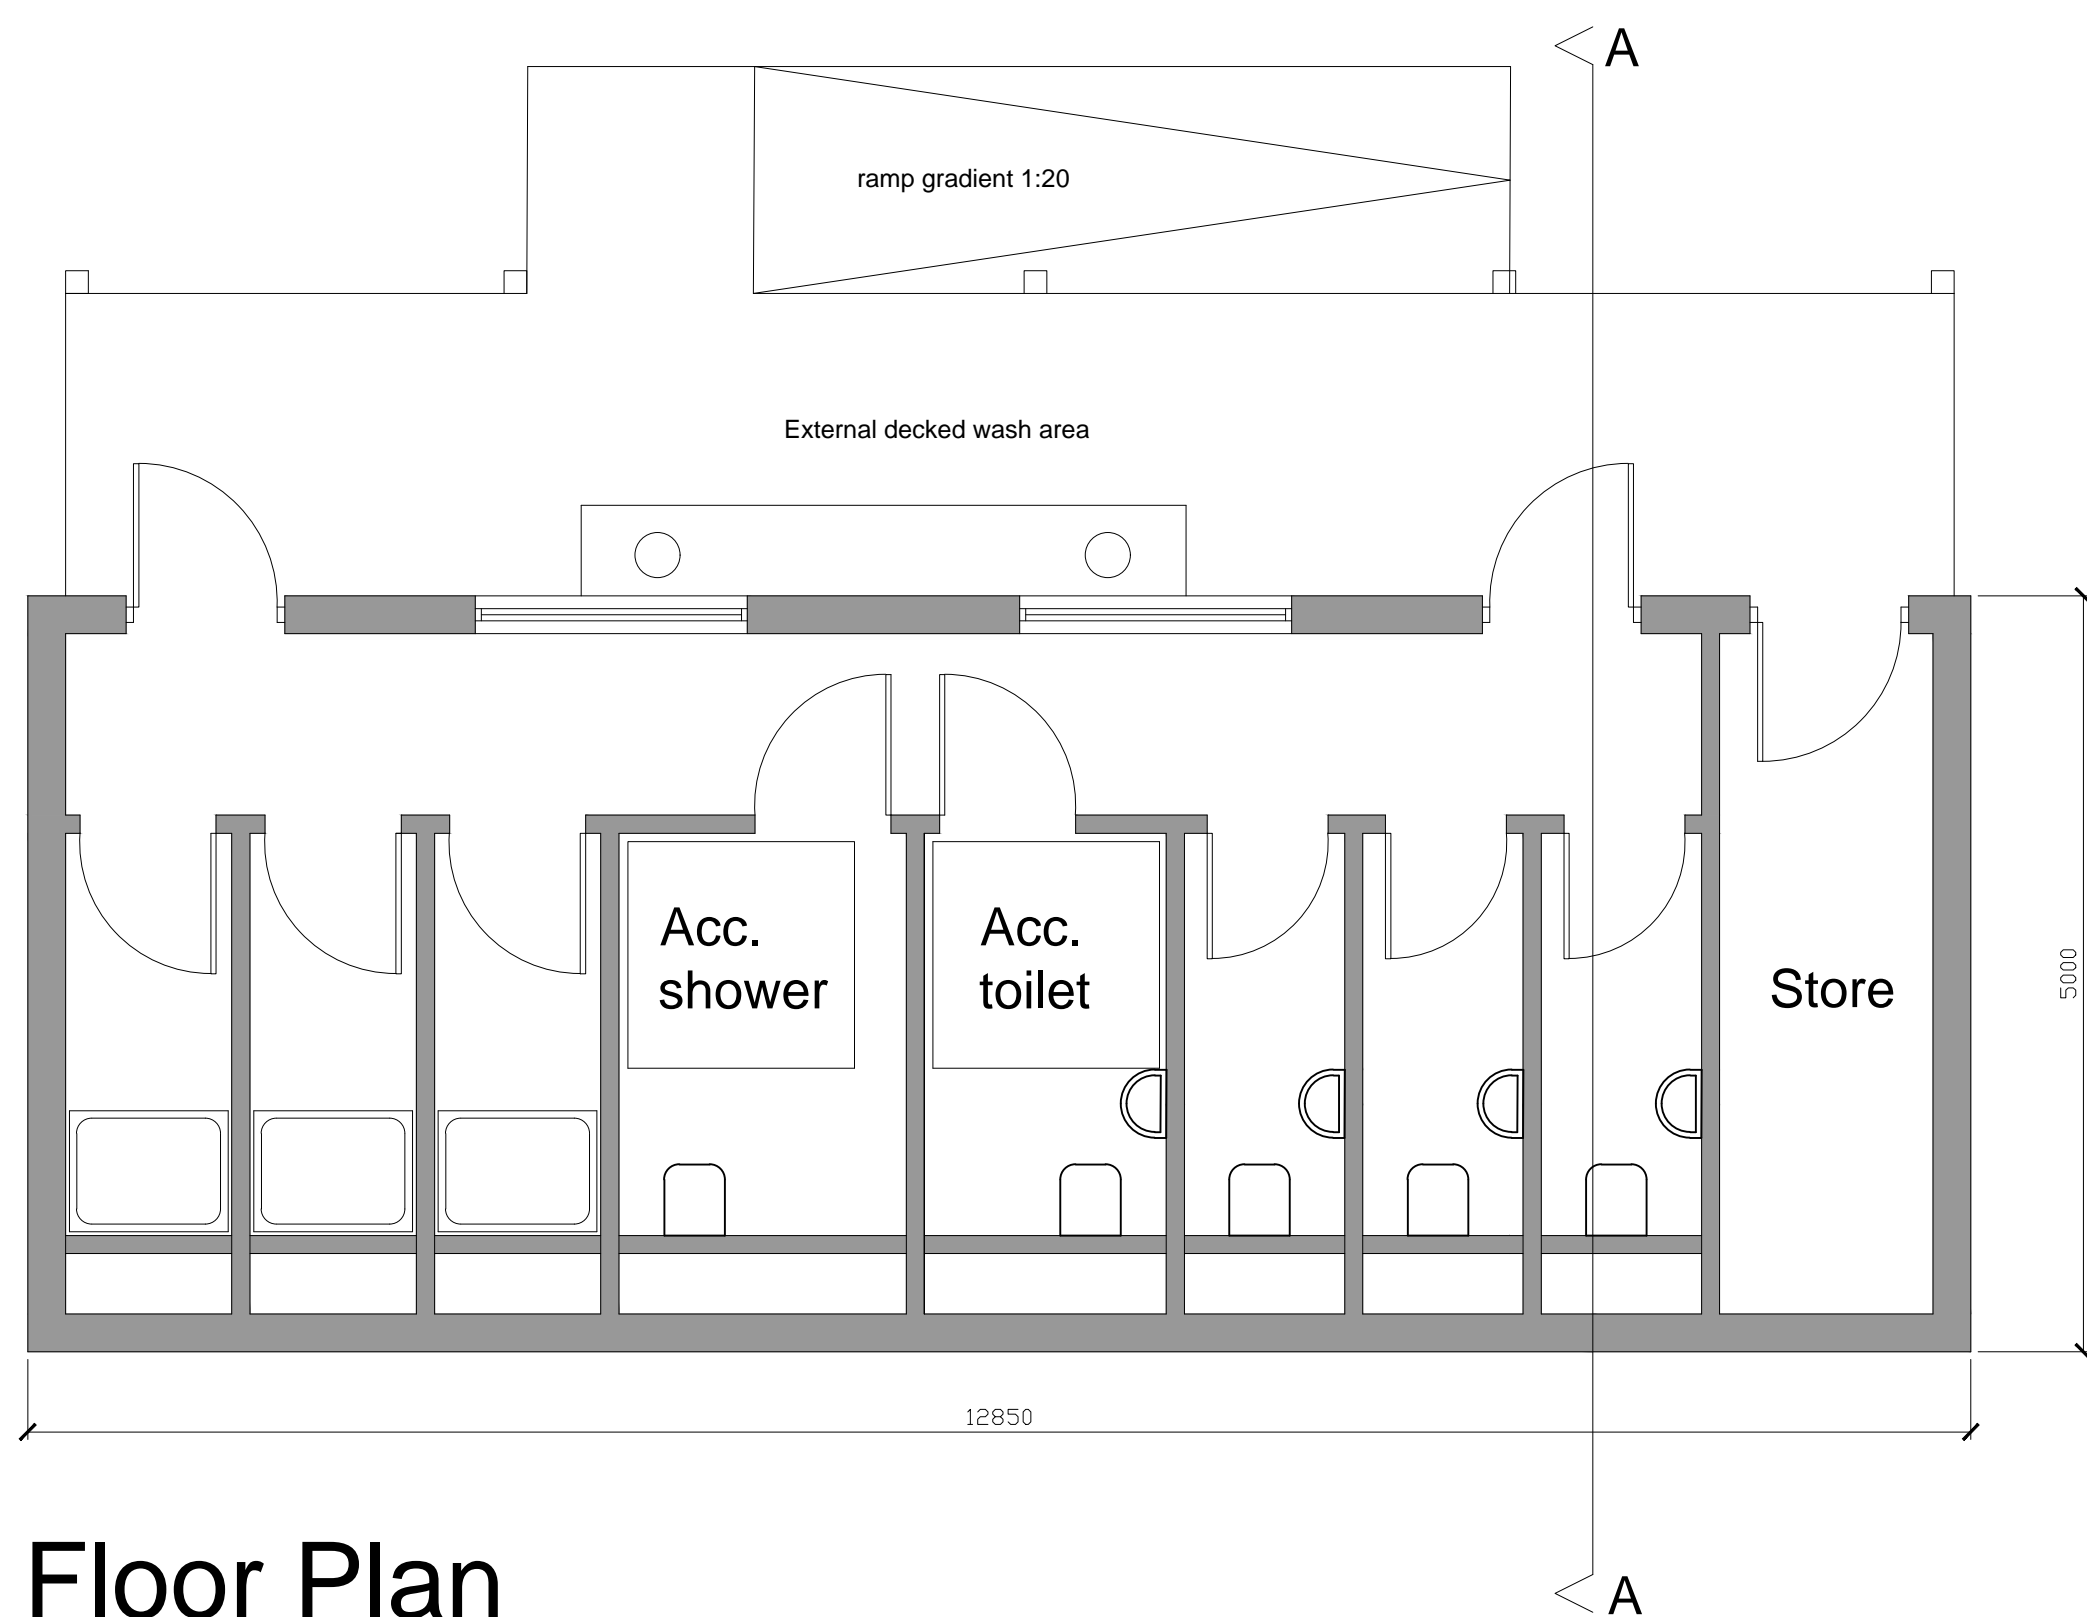 A
ramp gradient 1:20
External decked wash area
Acc.
shower
Acc.
toilet
Store
5000
12850
Floor Plan
A